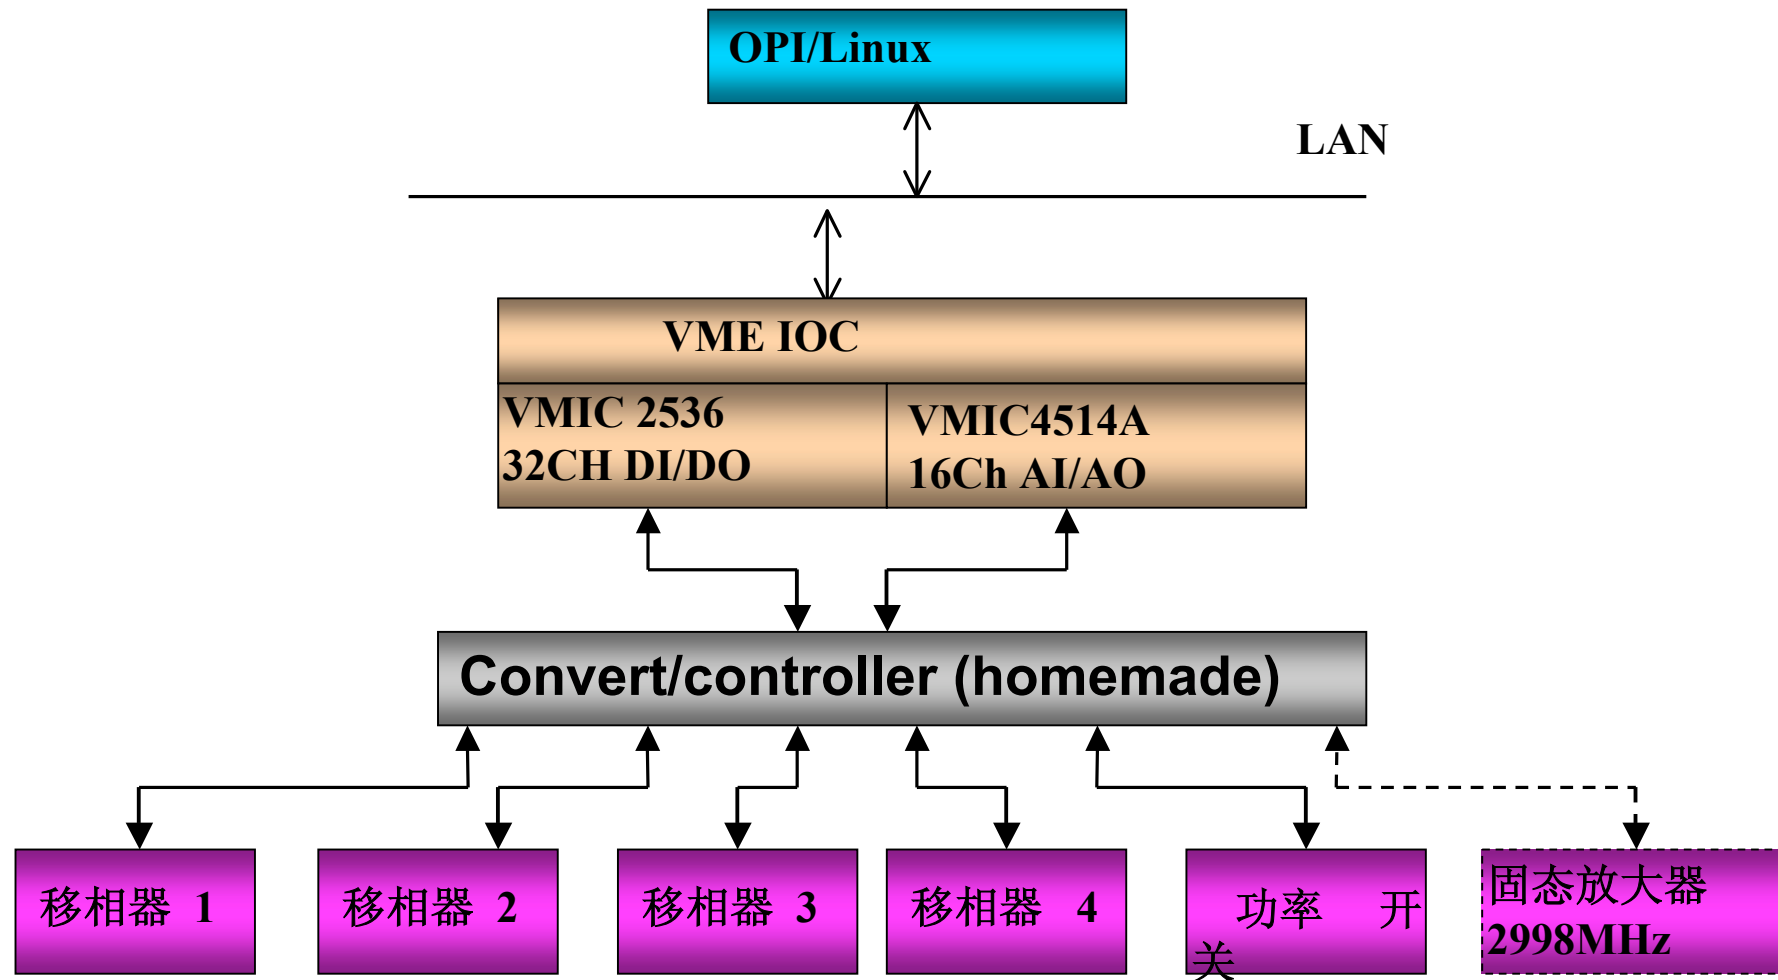 OPI/Linux
LAN
VME IOC
VMIC 2536
32CH DI/DO
VMIC4514A
16Ch AI/AO
Convert/controller (homemade)
移相器 1
移相器 2
移相器 3
移相器 4
功率 开
关
固态放大器
2998MHz